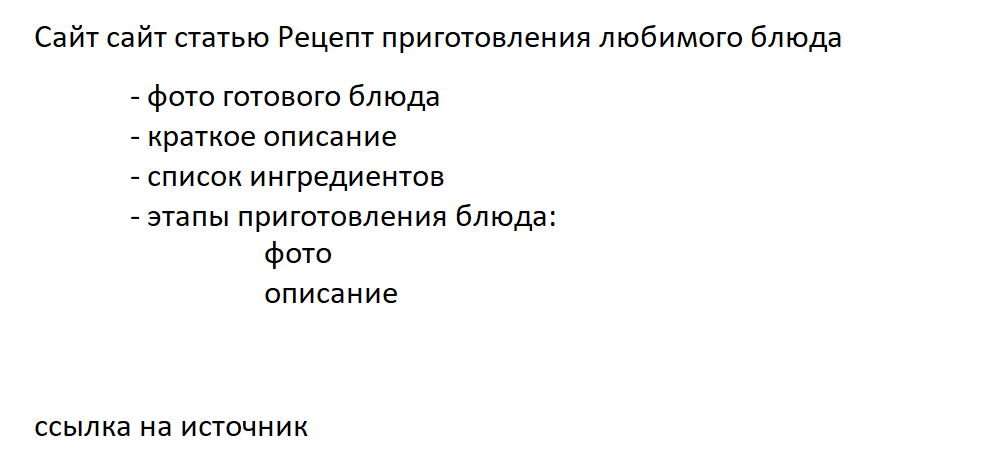 Сайт сайт статью Рецепт приготовления любимого блюда
- фото готового блюда
- краткое описание
- список ингредиентов
- этапы приготовления блюда:
фото
описание
ссылка на источник